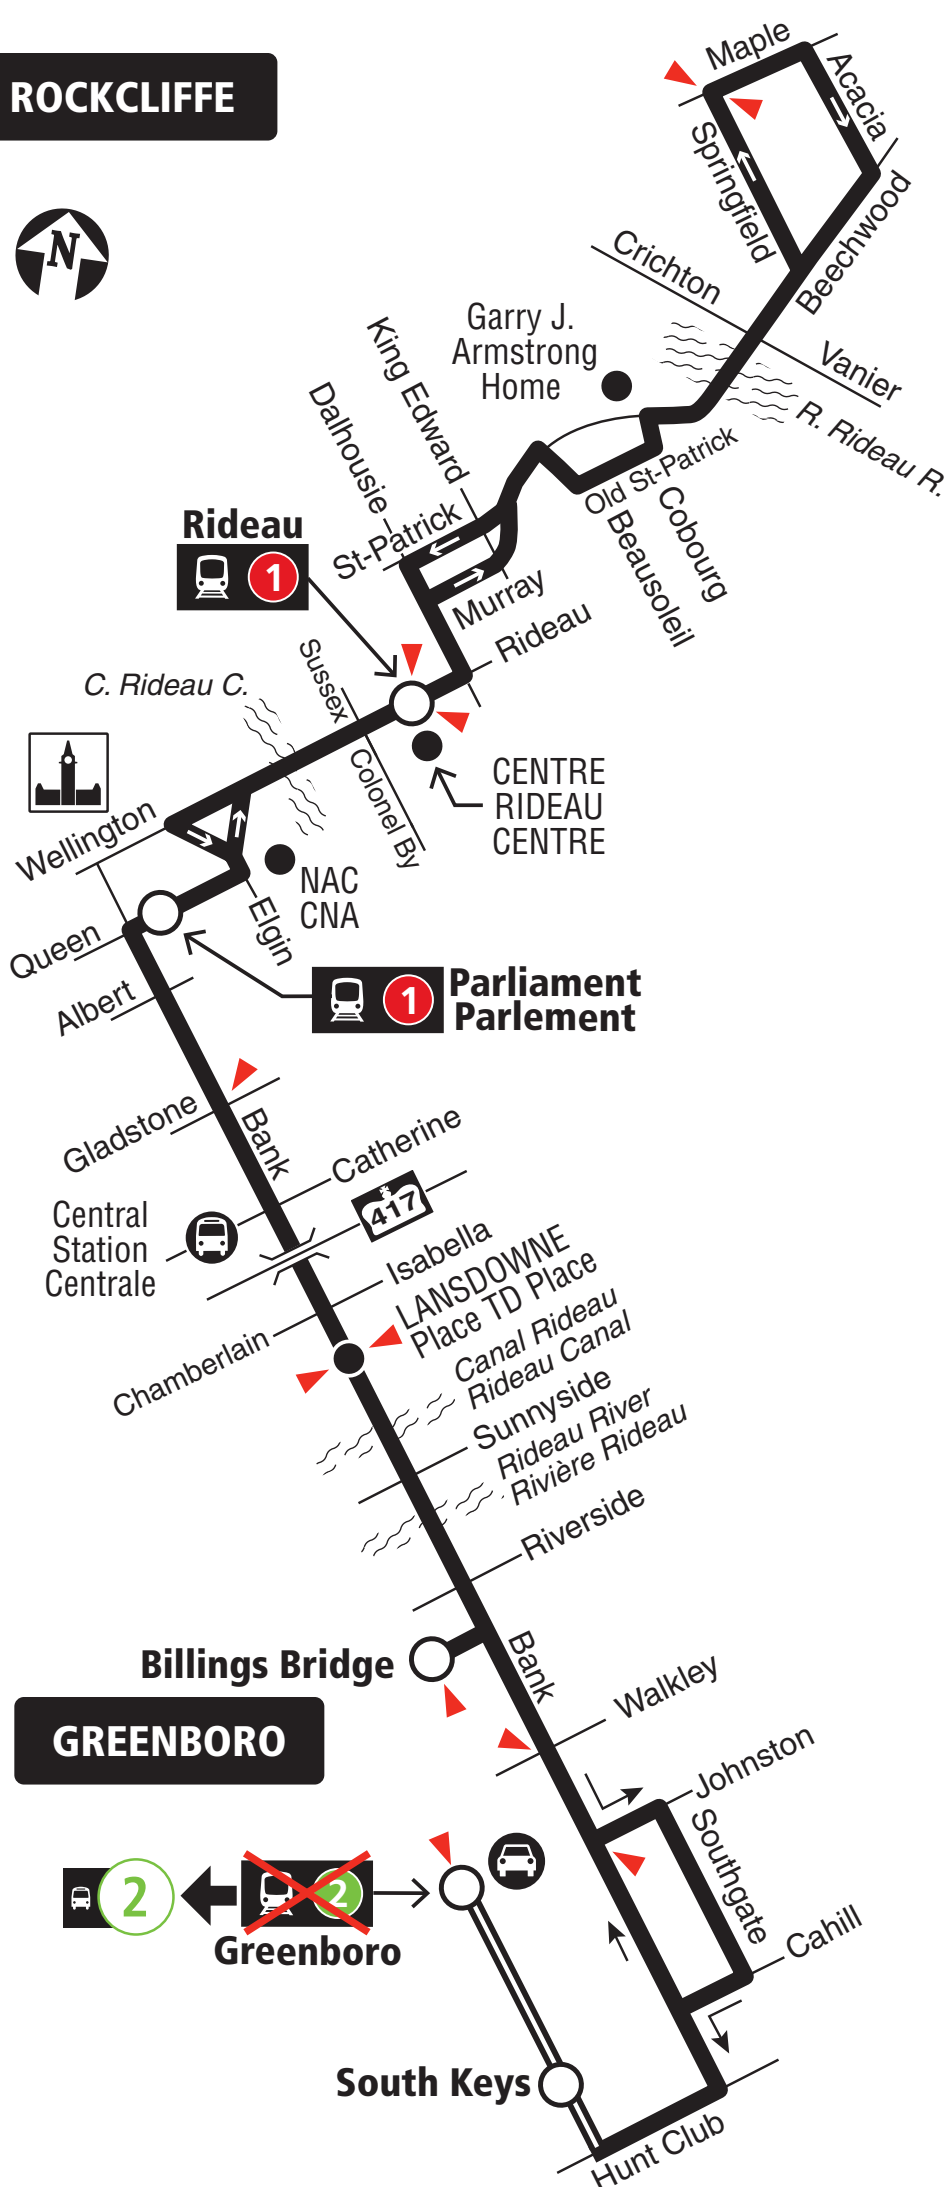 Maple
ROCKCLIFFE
Acacia
Springfield
N
Beechwood
Crichton
Garry J.
Armstrong
Home
King Edward
Vanier
Dalhousie
R. Rideau R.
Old St-Patrick
Cobourg
Beausoleil
Rideau
1
St-Patrick
Murray
Rideau
Sussex
C. Rideau C.
Colonel By
CENTRE
RIDEAU
CENTRE
Wellington
NAC
CNA
Elgin
Queen
Albert
1
Parliament
Parlement
Gladstone
Bank
Catherine
417
Central
Station
Centrale
Isabella
LANSDOWNE
Place TD Place
Chamberlain
Canal Rideau
Rideau Canal
Sunnyside
Rideau River
Rivière Rideau
Riverside
Billings Bridge
Bank
Walkley
GREENBORO
Johnston
Southgate
2
2
Greenboro
Cahill
South Keys
Hunt Club